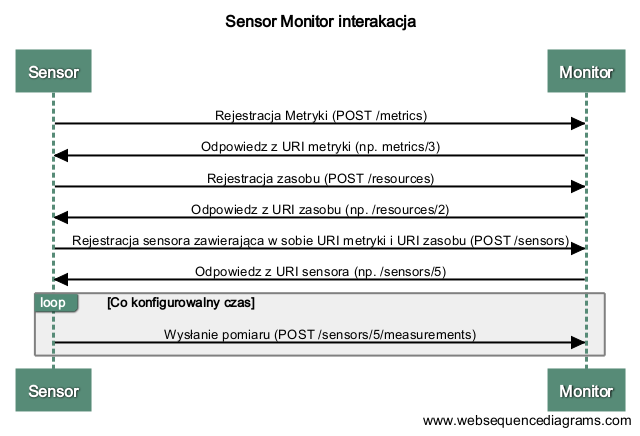 Sensor Monitor interakacja
Sensor
Monitor
Rejestracja Metryki (POST /metrics)
Odpowiedz z URI metryki (np. metrics/3)
Rejestracja zasobu (POST /resources)
Odpowiedz z URI zasobu (np. /resources/2)
Rejestracja sensora zawierająca w sobie URI metryki i URI zasobu (POST /sensors)
Odpowiedz z URI sensora (np. /sensors/5)
loop
[Co konfigurowalny czas]
Wysłanie pomiaru (POST /sensors/5/measurements)
Sensor
Monitor
www.websequencediagrams.com